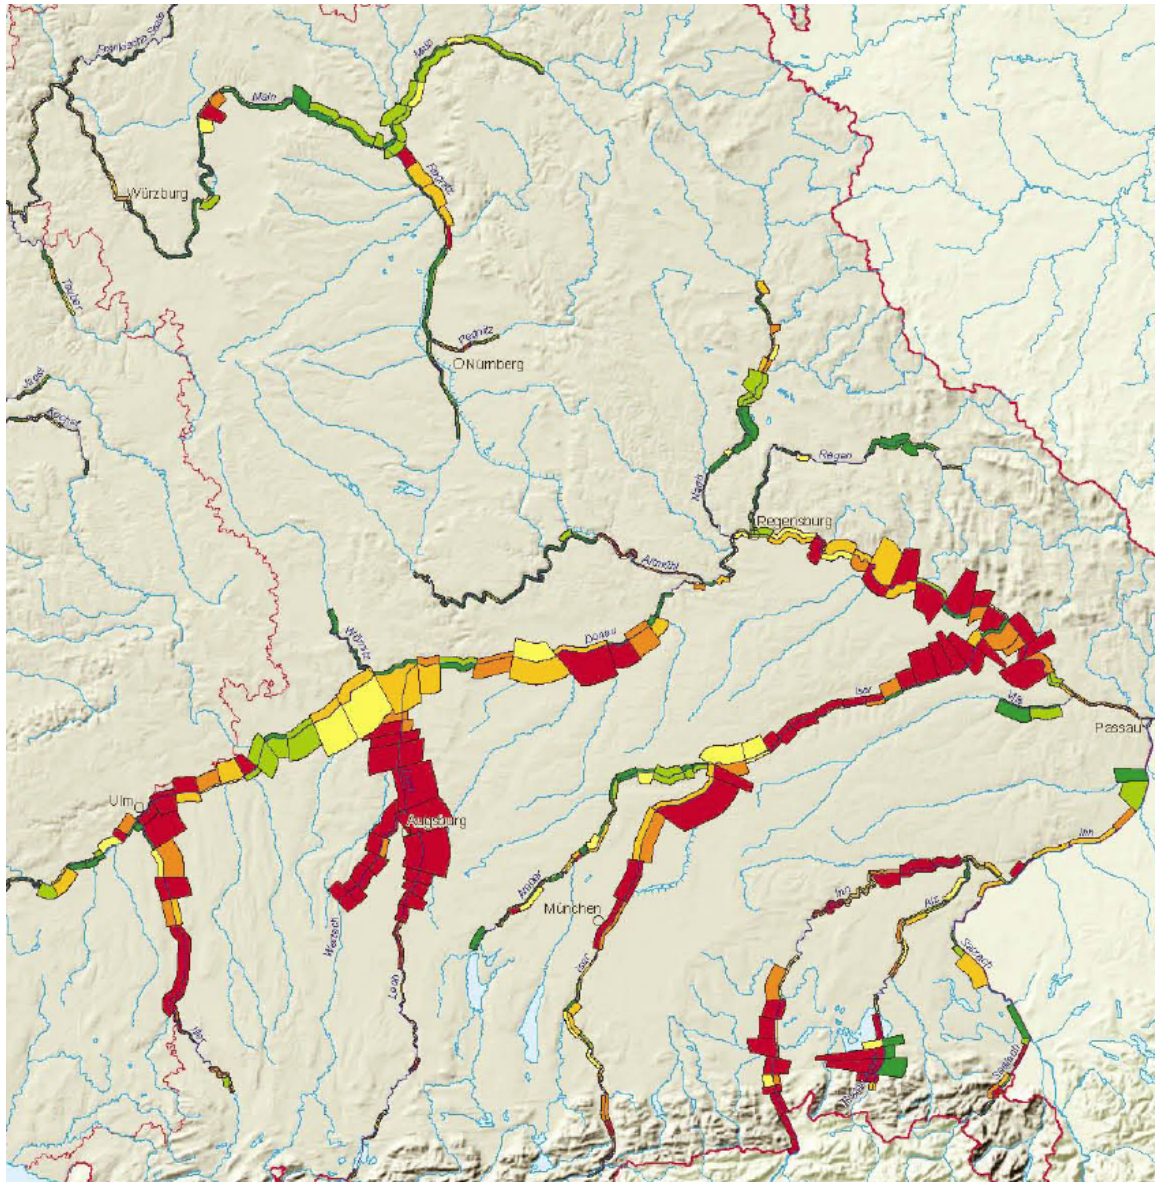 Fränkische Saale
Main
Main
Würzburg
Regnitz
Tauber
Pegnitz
Nürnberg
Jagst
Kocher
Naab
Regen
Regensburg
Altmühl
Wörnitz
Donau
Isar
Vils
Passau
Ulm
Lech
Augsburg
Inn
Amper
München
Inn
Alz
Wertach
Salzach
Isar
Lech
Iller
Saalach